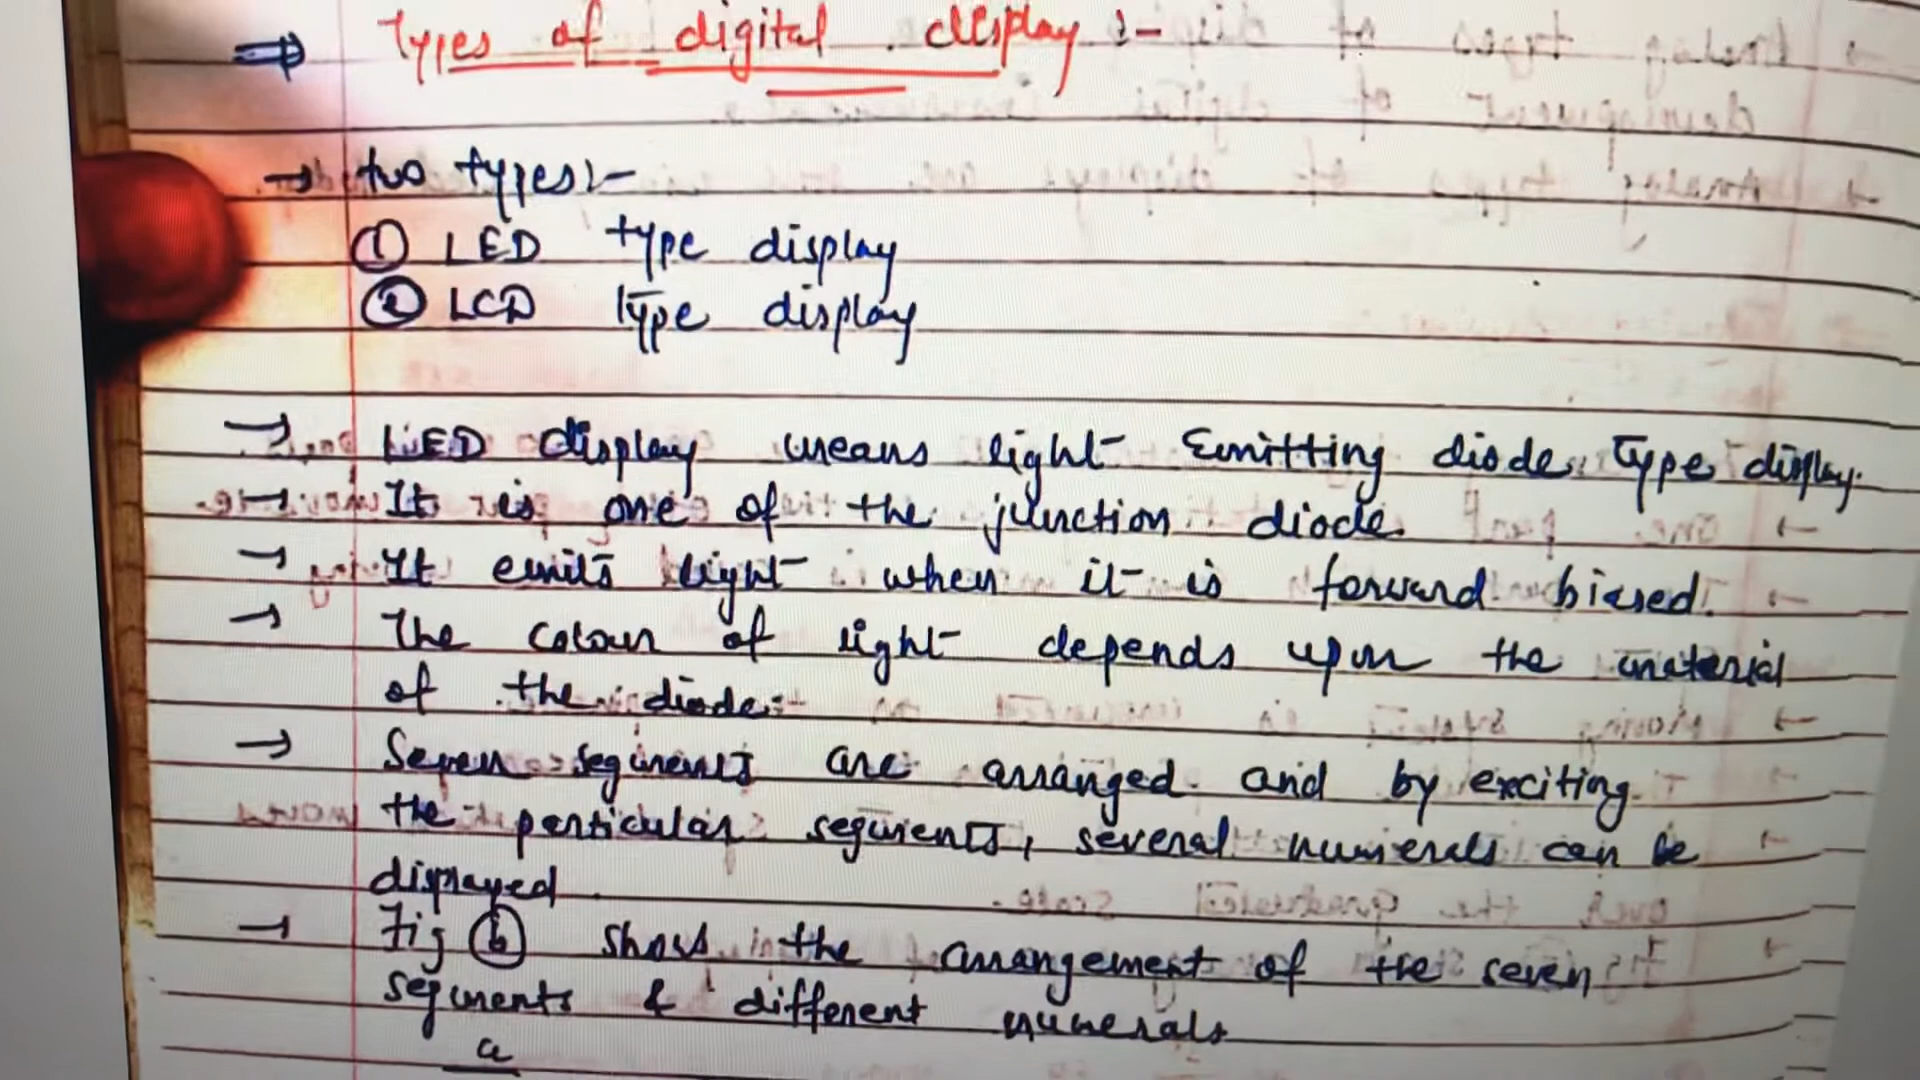 ⇒ Types of digital display :-
→ two types:-
① LED type display
② LCD type display
→ LED display means light Emitting diode Type display.
→ It is one of the junction diode.
→ It emits light when it is forward biased.
→ The colour of light depends upon the material
of the diode.
→ Seven segments are arranged and by exciting
the particular segments, several numerals can be
displayed.
→ Fig ⓑ shows the arrangement of the seven
segments & different numerals
a